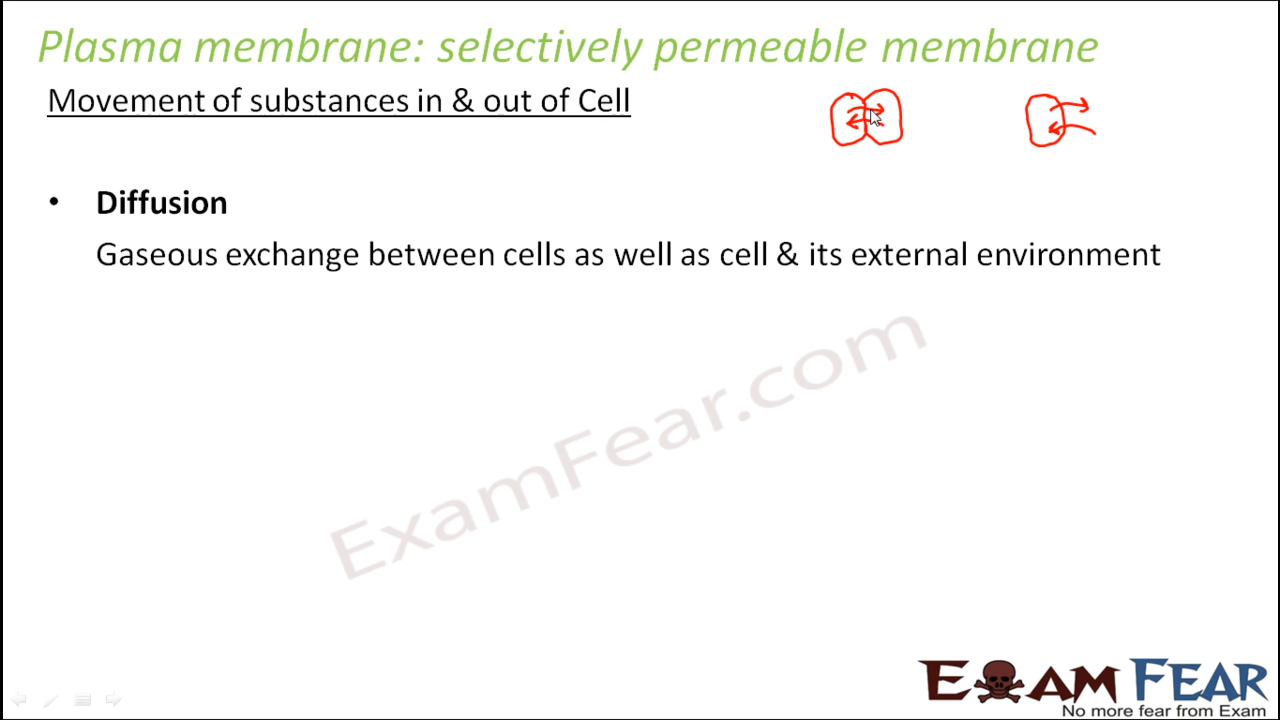 Plasma membrane: selectively permeable membrane
Movement of substances in & out of Cell
• Diffusion
Gaseous exchange between cells as well as cell & its external environment
ExamFear.com
EXAM FEAR
No more fear from Exam